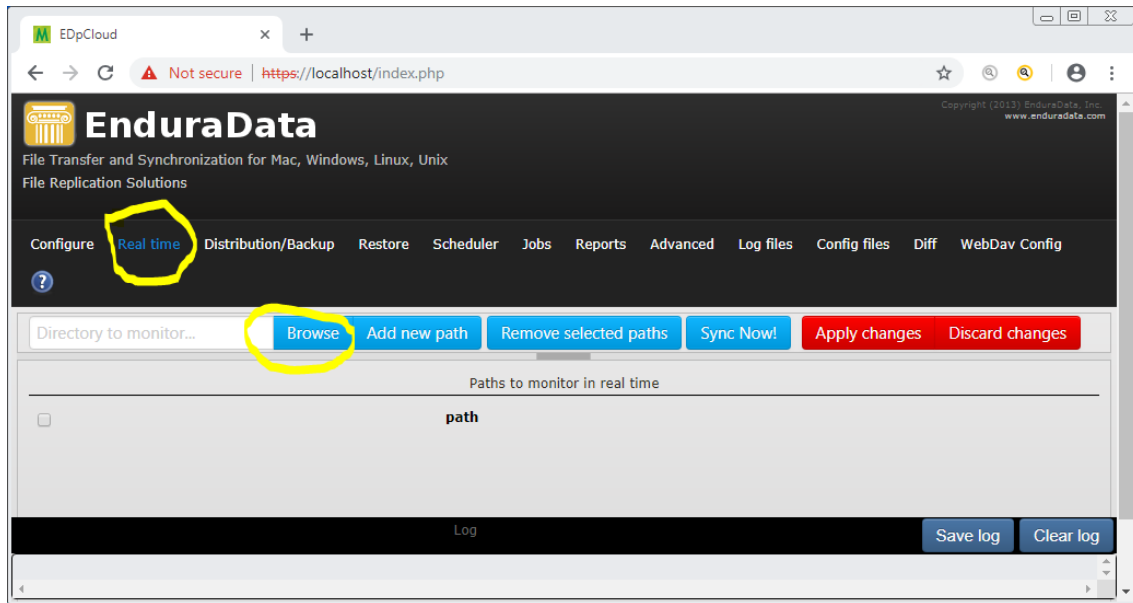 EDpCloud
Not secure | https://localhost/index.php
Copyright (2013) EnduraData, Inc.
www.enduradata.com
EnduraData
File Transfer and Synchronization for Mac, Windows, Linux, Unix
File Replication Solutions
Configure Real time Distribution/Backup Restore Scheduler Jobs Reports Advanced Log files Config files Diff WebDav Config
?
Directory to monitor... Browse Add new path Remove selected paths Sync Now! Apply changes Discard changes
Paths to monitor in real time
path
Log Save log Clear log